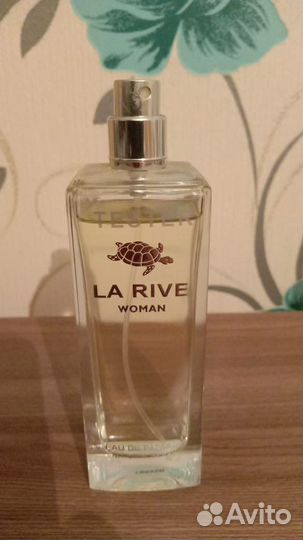 TESTER
LA RIVE
WOMAN
EAU DE PARFUM
Avito